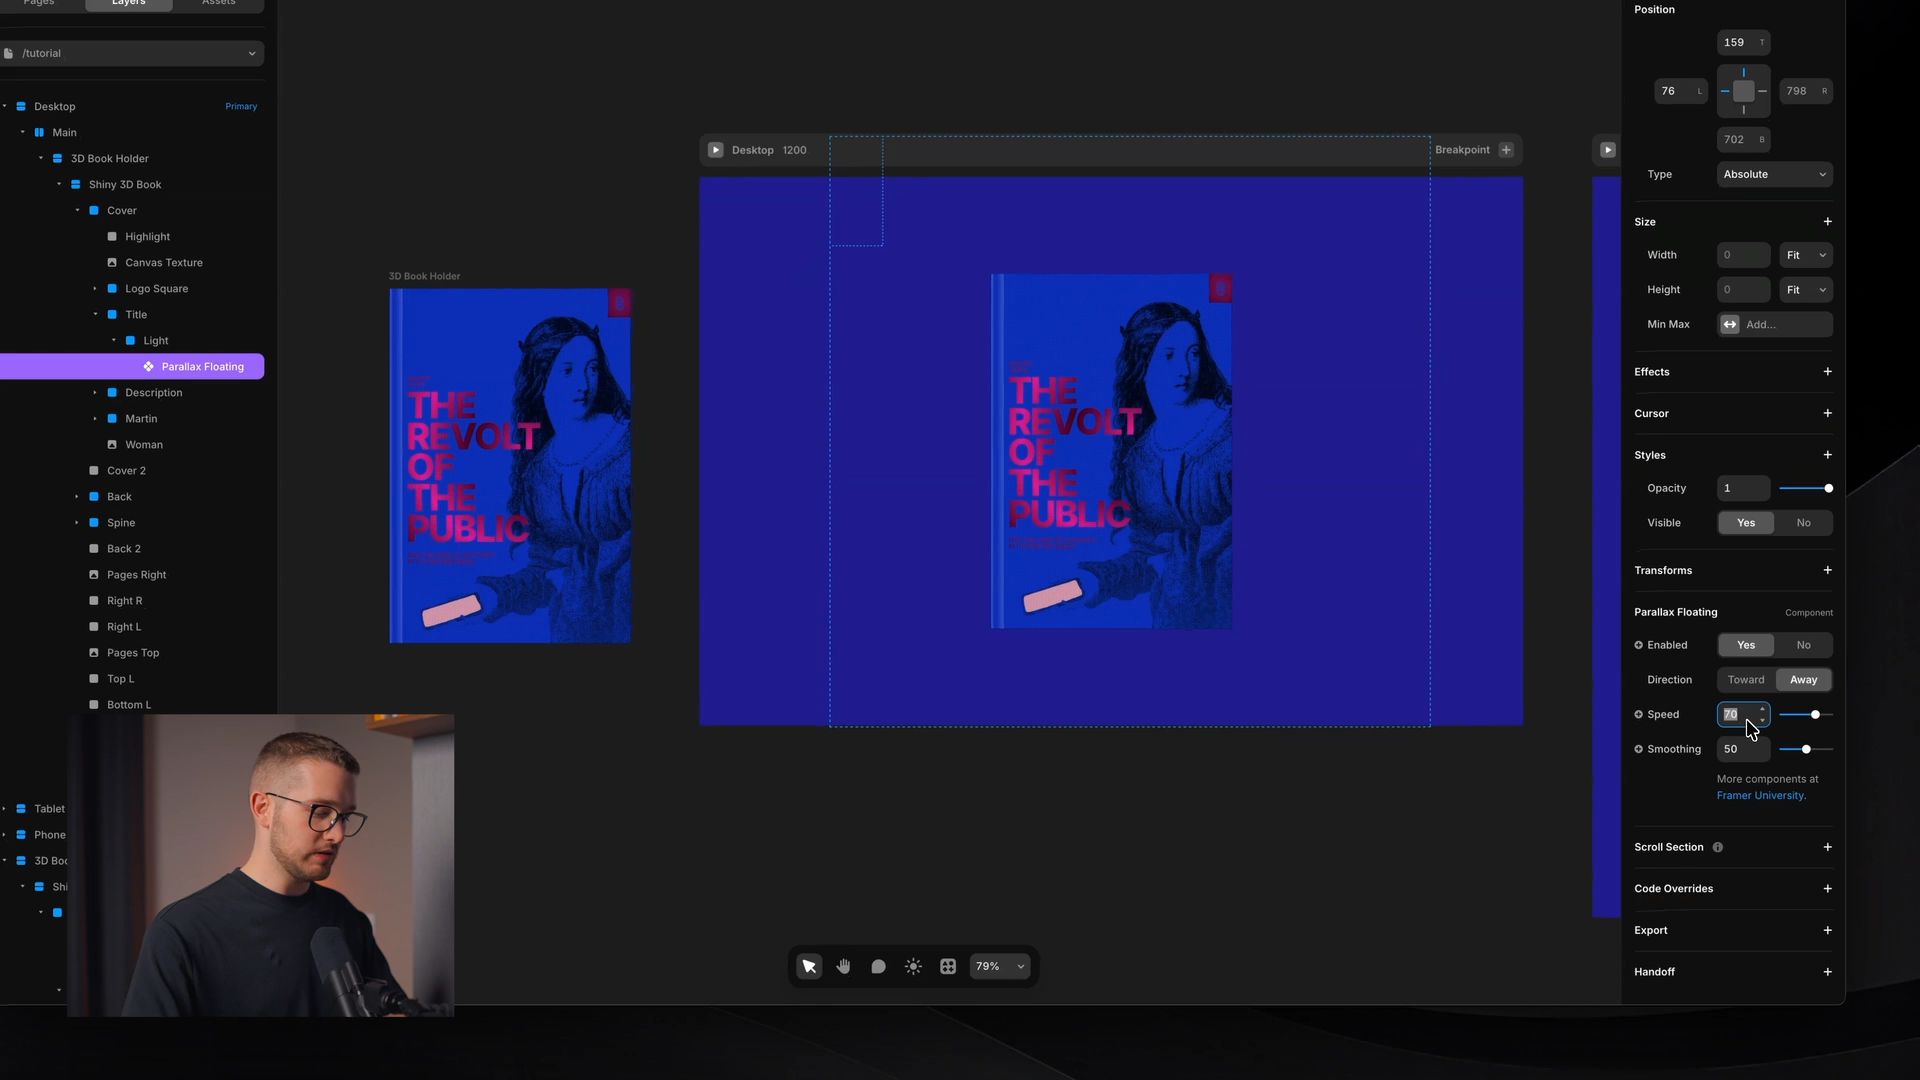 Pages Layers Assets
/tutorial
Desktop Primary
Main
3D Book Holder
Shiny 3D Book
Cover
Highlight
Canvas Texture
Logo Square
Title
Light
Parallax Floating
Description
Martin
Woman
Cover 2
Back
Spine
Back 2
Pages Right
Right R
Right L
Pages Top
Top L
Bottom L
Tablet
Phone
3D Boo
Shi
3D Book Holder
THE
REVOLT
OF
THE
PUBLIC
Desktop 1200
Breakpoint
THE
REVOLT
OF
THE
PUBLIC
79%
Position
159 T
76 L
798 R
702 B
Type Absolute
Size
Width 0 Fit
Height 0 Fit
Min Max Add...
Effects
Cursor
Styles
Opacity 1
Visible Yes No
Transforms
Parallax Floating Component
Enabled Yes No
Direction Toward Away
Speed 70
Smoothing 50
More components at
Framer University.
Scroll Section
Code Overrides
Export
Handoff